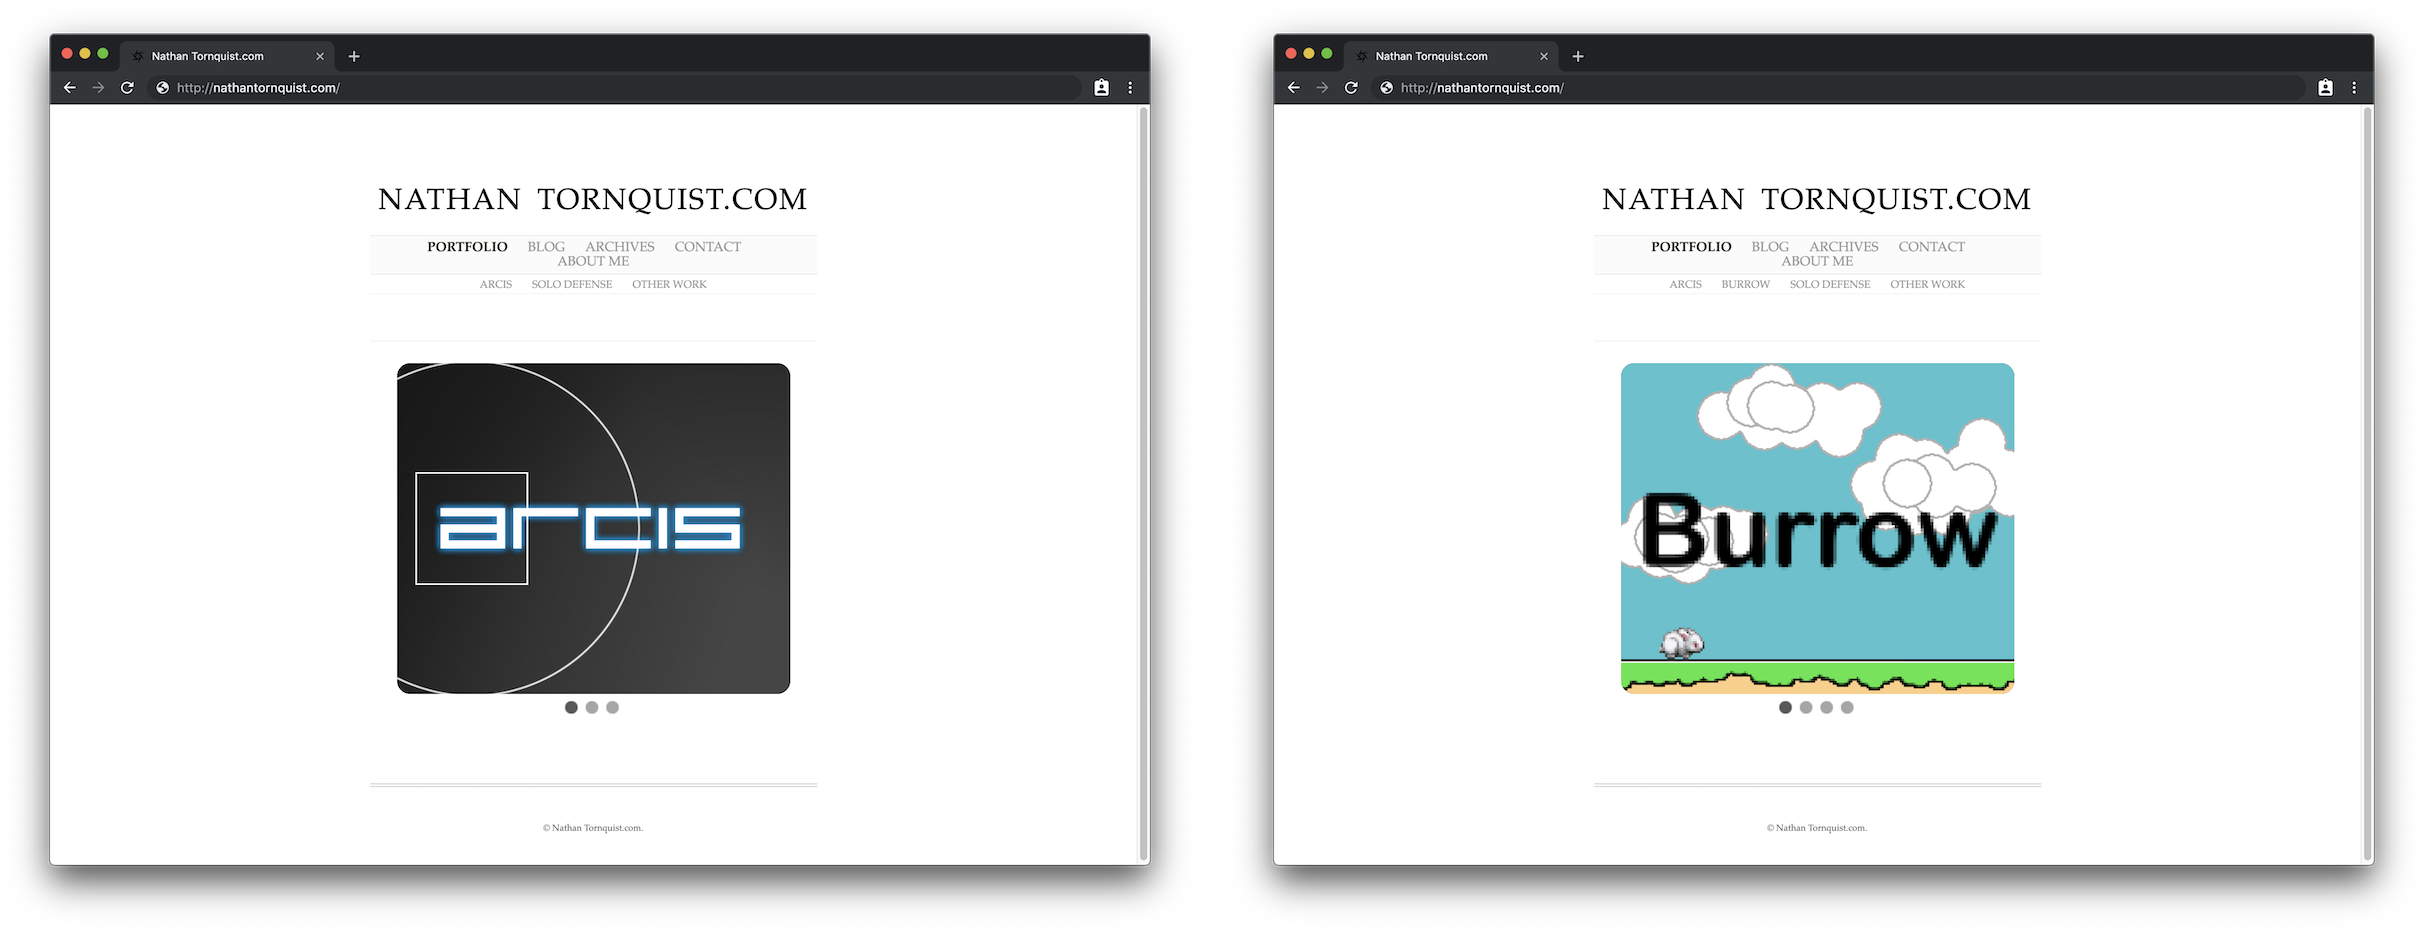 Nathan Tornquist.com
http://nathantornquist.com/
NATHAN TORNQUIST.COM
PORTFOLIO BLOG ARCHIVES CONTACT
ABOUT ME
ARCIS SOLO DEFENSE OTHER WORK
arcis
© Nathan Tornquist.com.
Nathan Tornquist.com
http://nathantornquist.com/
NATHAN TORNQUIST.COM
PORTFOLIO BLOG ARCHIVES CONTACT
ABOUT ME
ARCIS BURROW SOLO DEFENSE OTHER WORK
Burrow
© Nathan Tornquist.com.